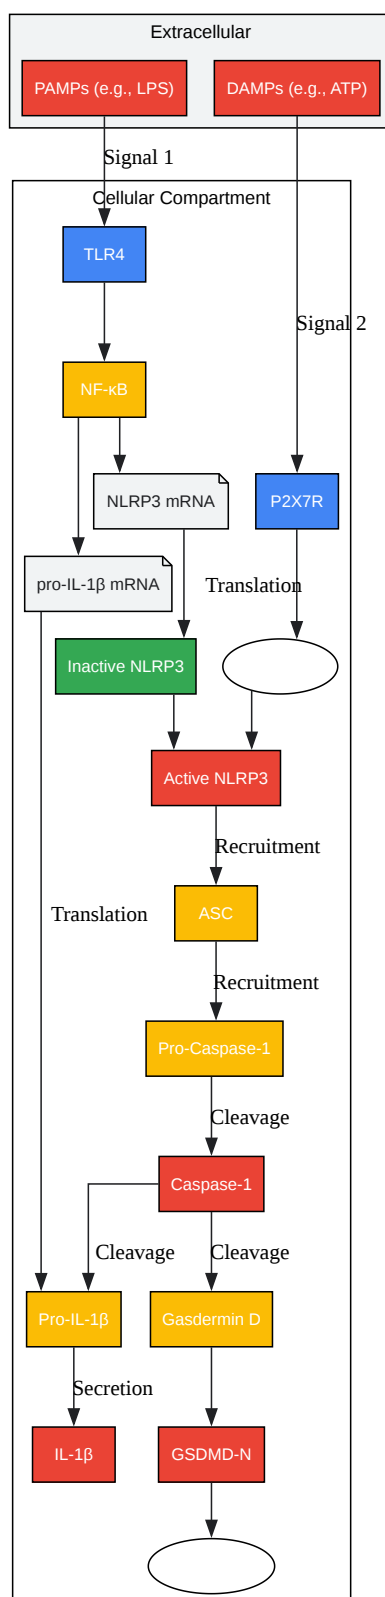 Extracellular
PAMPs (e.g., LPS)
DAMPs (e.g., ATP)
Signal 1
Cellular Compartment
TLR4
Signal 2
NF-κB
NLRP3 mRNA
P2X7R
pro-IL-1β mRNA
Translation
Inactive NLRP3
Active NLRP3
Recruitment
ASC
Translation
Recruitment
Pro-Caspase-1
Cleavage
Caspase-1
Cleavage
Cleavage
Pro-IL-1β
Gasdermin D
Secretion
IL-1β
GSDMD-N